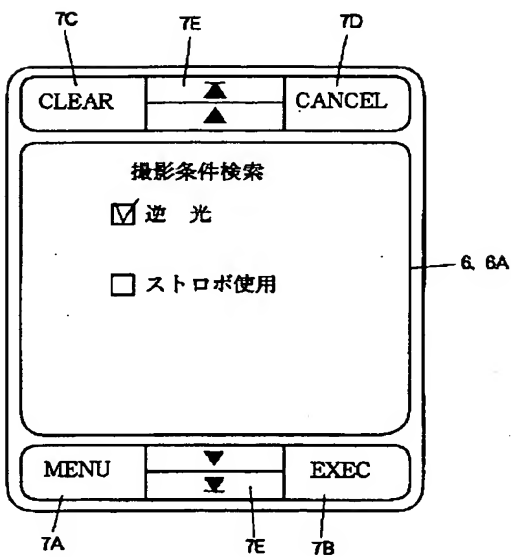 7C 7E 7D
CLEAR CANCEL
撮影条件検索
逆 光
6, 6A
ストロボ使用
MENU EXEC
7A 7E 7B